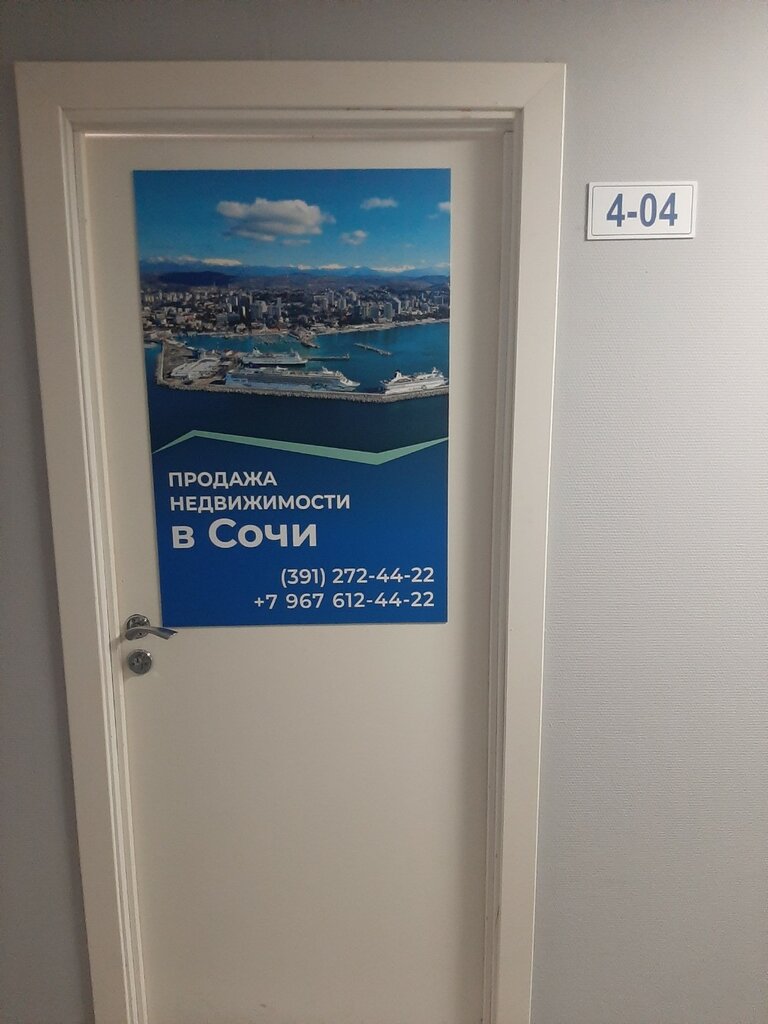 4-04
ПРОДАЖА
НЕДВИЖИМОСТИ
в Сочи
(391) 272-44-22
+7 967 612-44-22